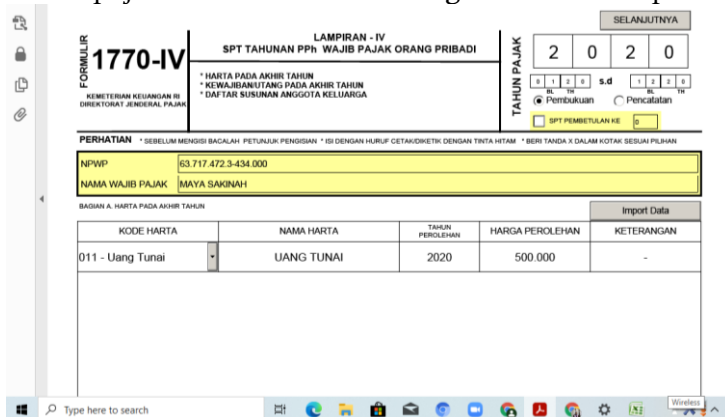 SELANJUTNYA
FORMULIR
1770-IV
KEMETERIAN KEUANGAN RI
DIREKTORAT JENDERAL PAJAK
LAMPIRAN - IV
SPT TAHUNAN PPh WAJIB PAJAK ORANG PRIBADI
* HARTA PADA AKHIR TAHUN
* KEWAJIBAN/UTANG PADA AKHIR TAHUN
* DAFTAR SUSUNAN ANGGOTA KELUARGA
TAHUN PAJAK
2 0 2 0
0 1 2 0 s.d 1 2 2 0
BL TH BL TH
Pembukuan Pencatatan
SPT PEMBETULAN KE 0
PERHATIAN * SEBELUM MENGISI BACALAH PETUNJUK PENGISIAN * ISI DENGAN HURUF CETAK/DIKETIK DENGAN TINTA HITAM * BERI TANDA X DALAM KOTAK SESUAI PILIHAN
NPWP 63.717.472.3-434.000
NAMA WAJIB PAJAK MAYA SAKINAH
BAGIAN A. HARTA PADA AKHIR TAHUN
Import Data
KODE HARTA NAMA HARTA TAHUN PEROLEHAN HARGA PEROLEHAN KETERANGAN
011 - Uang Tunai UANG TUNAI 2020 500.000 -
Wireless
Type here to search